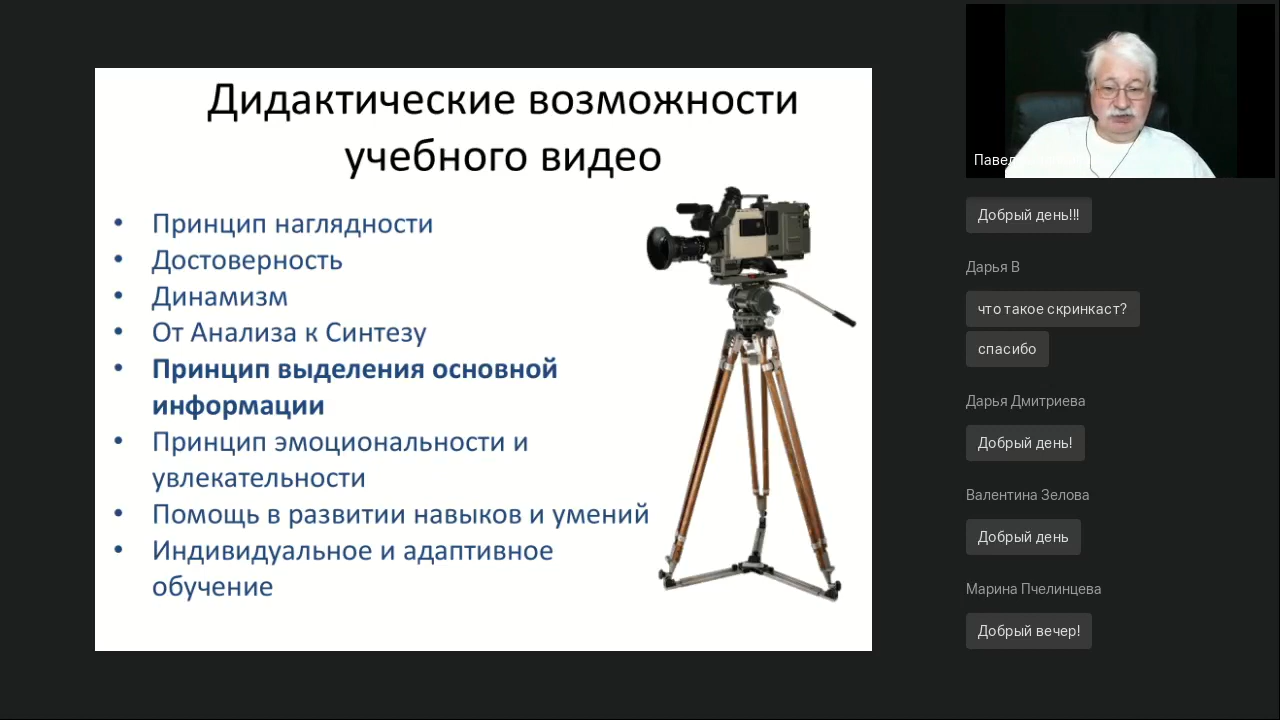 Дидактические возможности
учебного видео
• Принцип наглядности
• Достоверность
• Динамизм
• От Анализа к Синтезу
• Принцип выделения основной
информации
• Принцип эмоциональности и
увлекательности
• Помощь в развитии навыков и умений
• Индивидуальное и адаптивное
обучение
Добрый день!!!
Дарья В
что такое скринкаст?
спасибо
Дарья Дмитриева
Добрый день!
Валентина Зелова
Добрый день
Марина Пчелинцева
Добрый вечер!